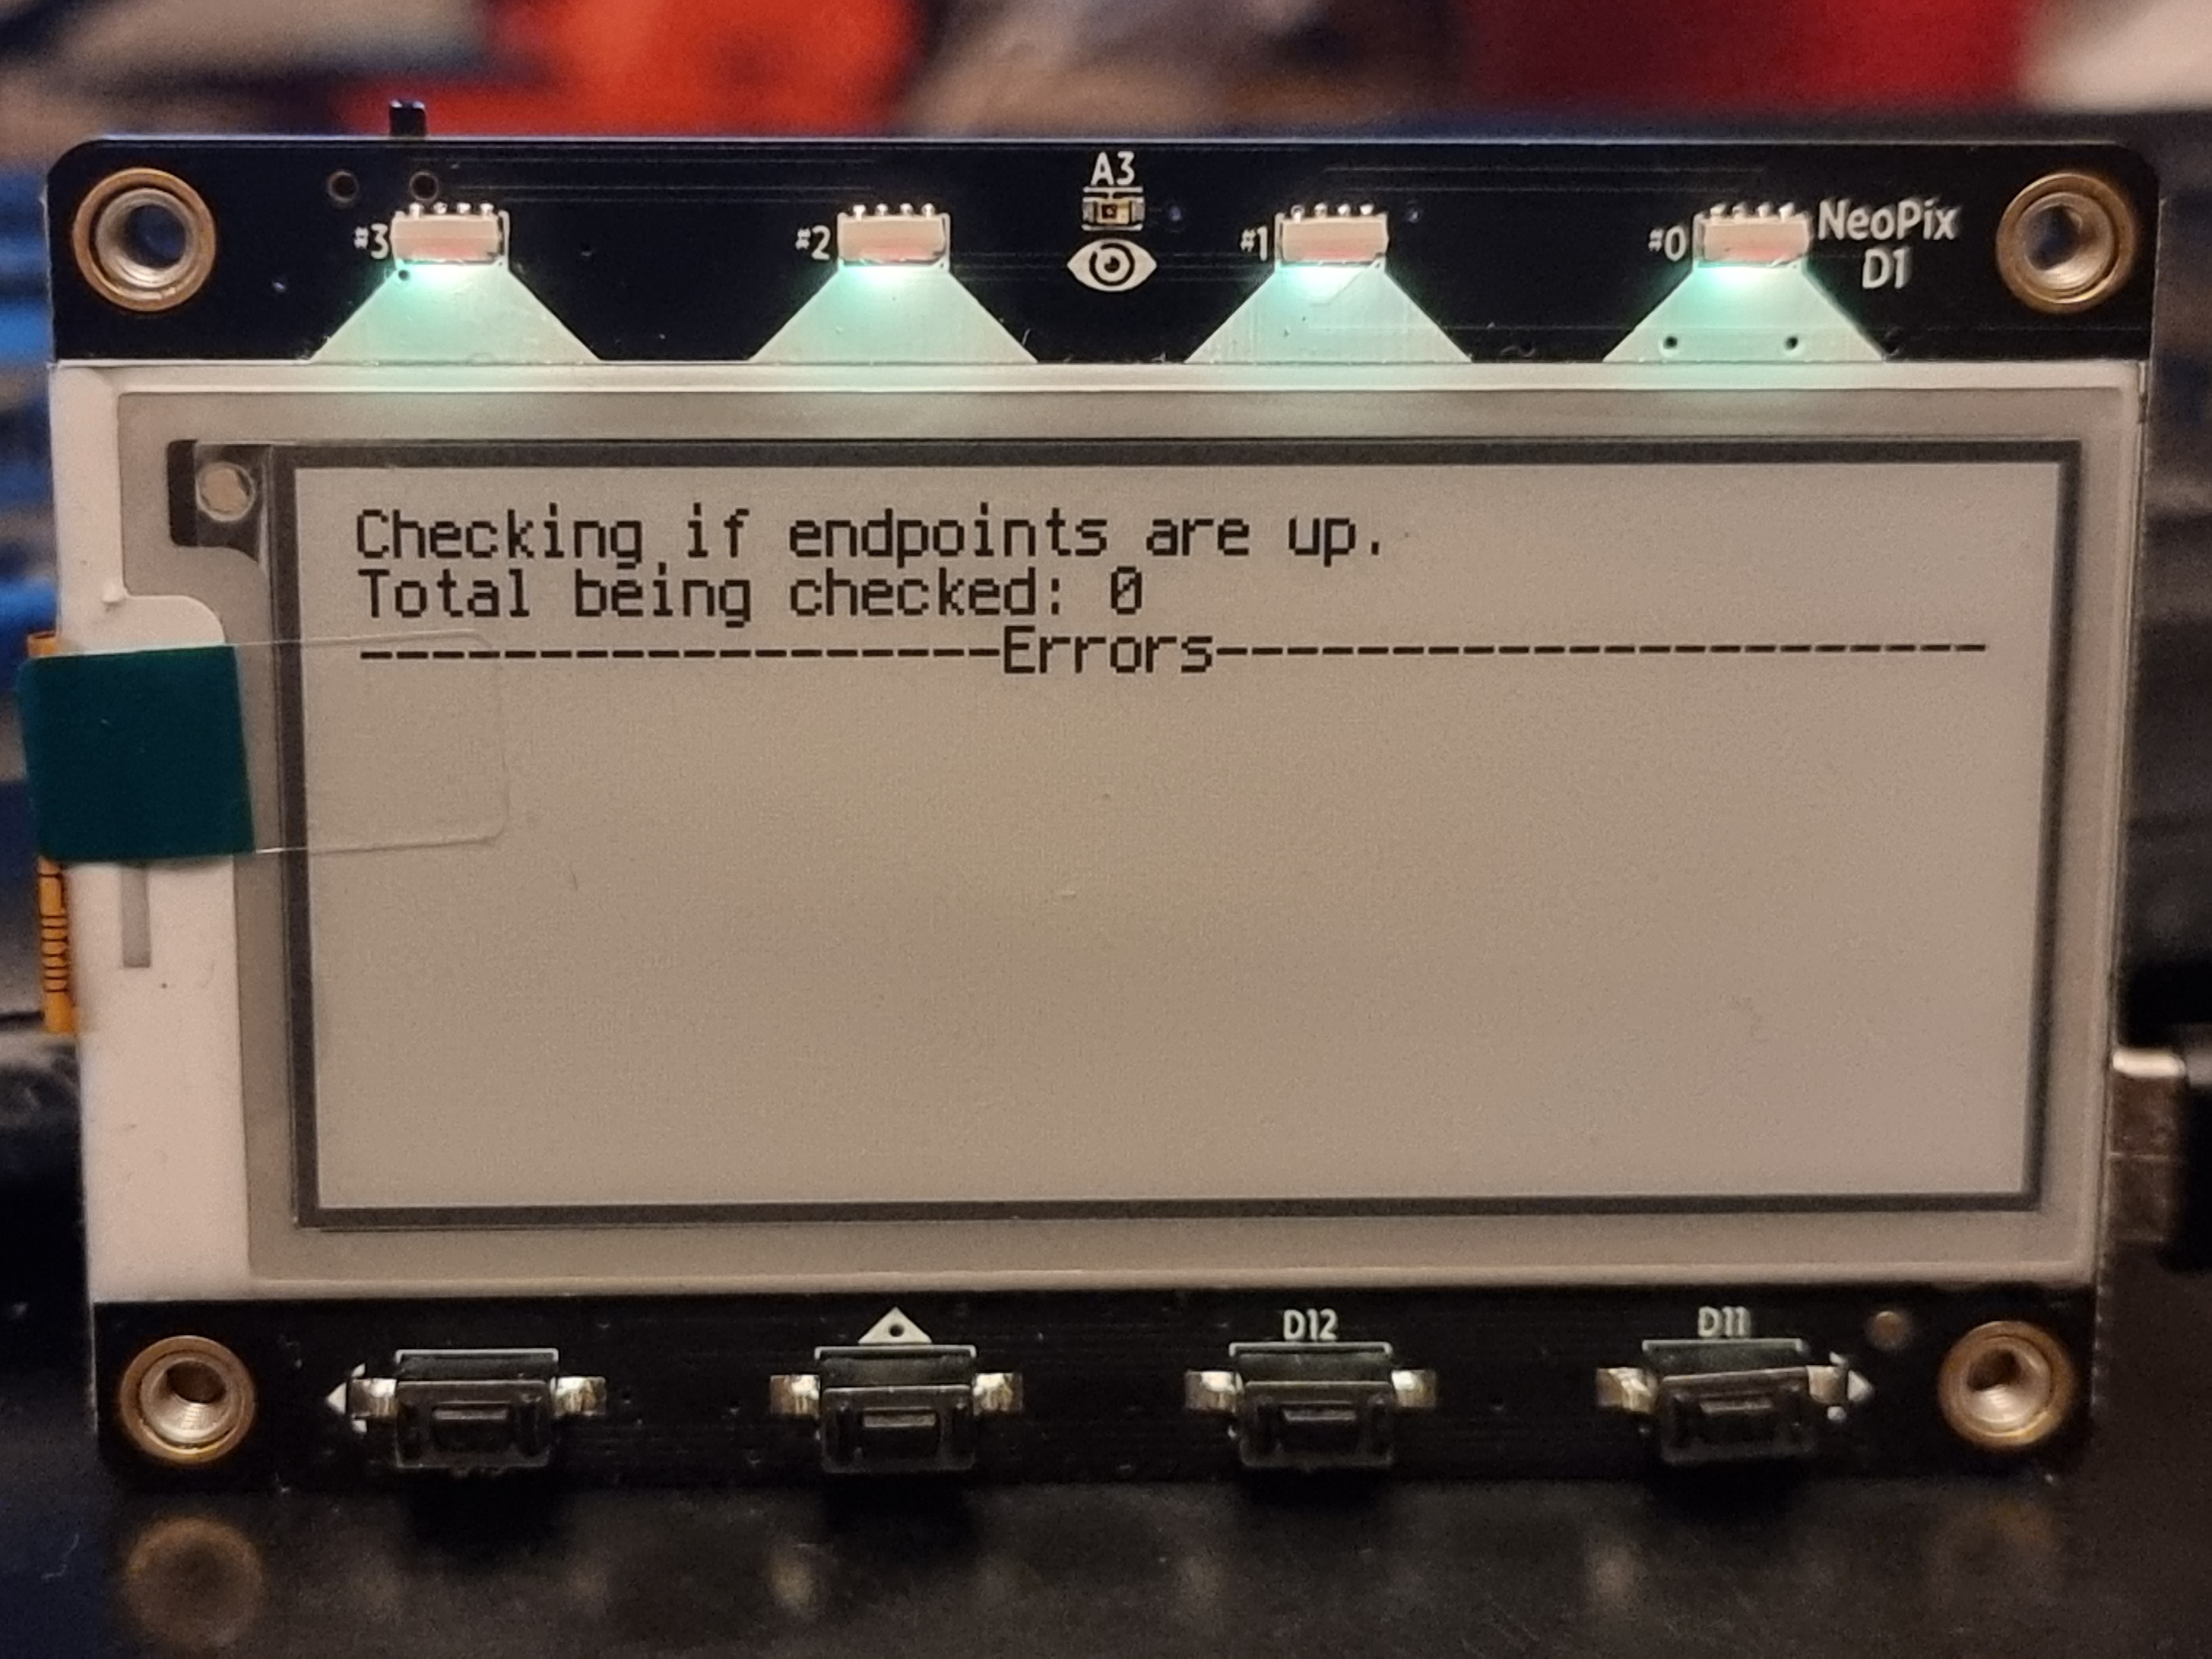 A3
#3
#2
#1
#0
NeoPix
D1
Checking if endpoints are up.
Total being checked: 0
------------------Errors----------------------
D12
D11